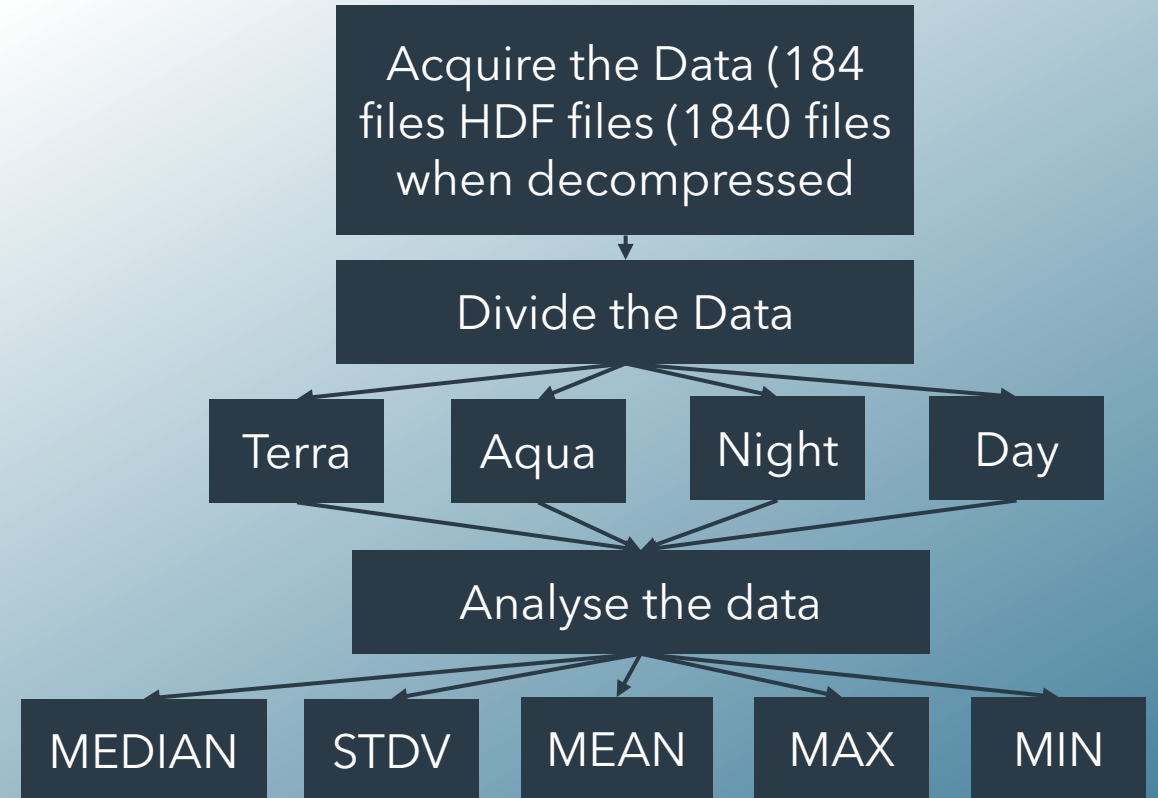 Acquire the Data (184
files HDF files (1840 files
when decompressed
Divide the Data
Terra
Aqua
Night
Day
Analyse the data
MEDIAN
STDV
MEAN
MAX
MIN